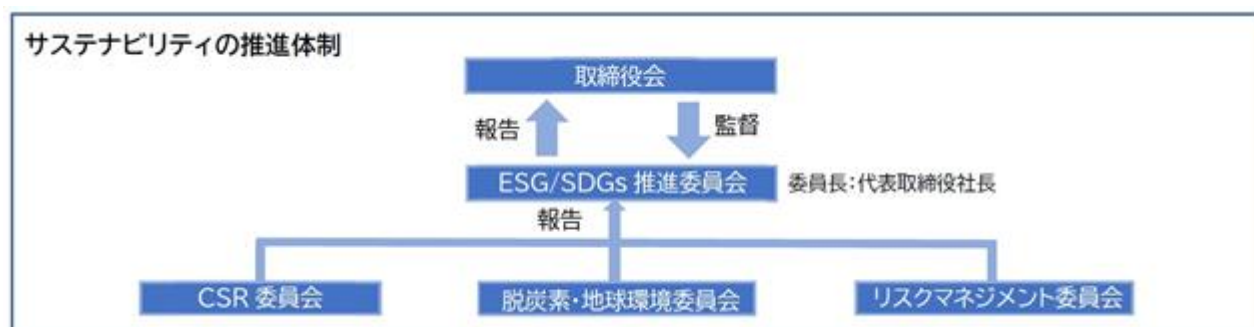 サステナビリティの推進体制
取締役会
報告
監督
ESG/SDGs 推進委員会
委員長:代表取締役社長
報告
CSR 委員会
脱炭素・地球環境委員会
リスクマネジメント委員会